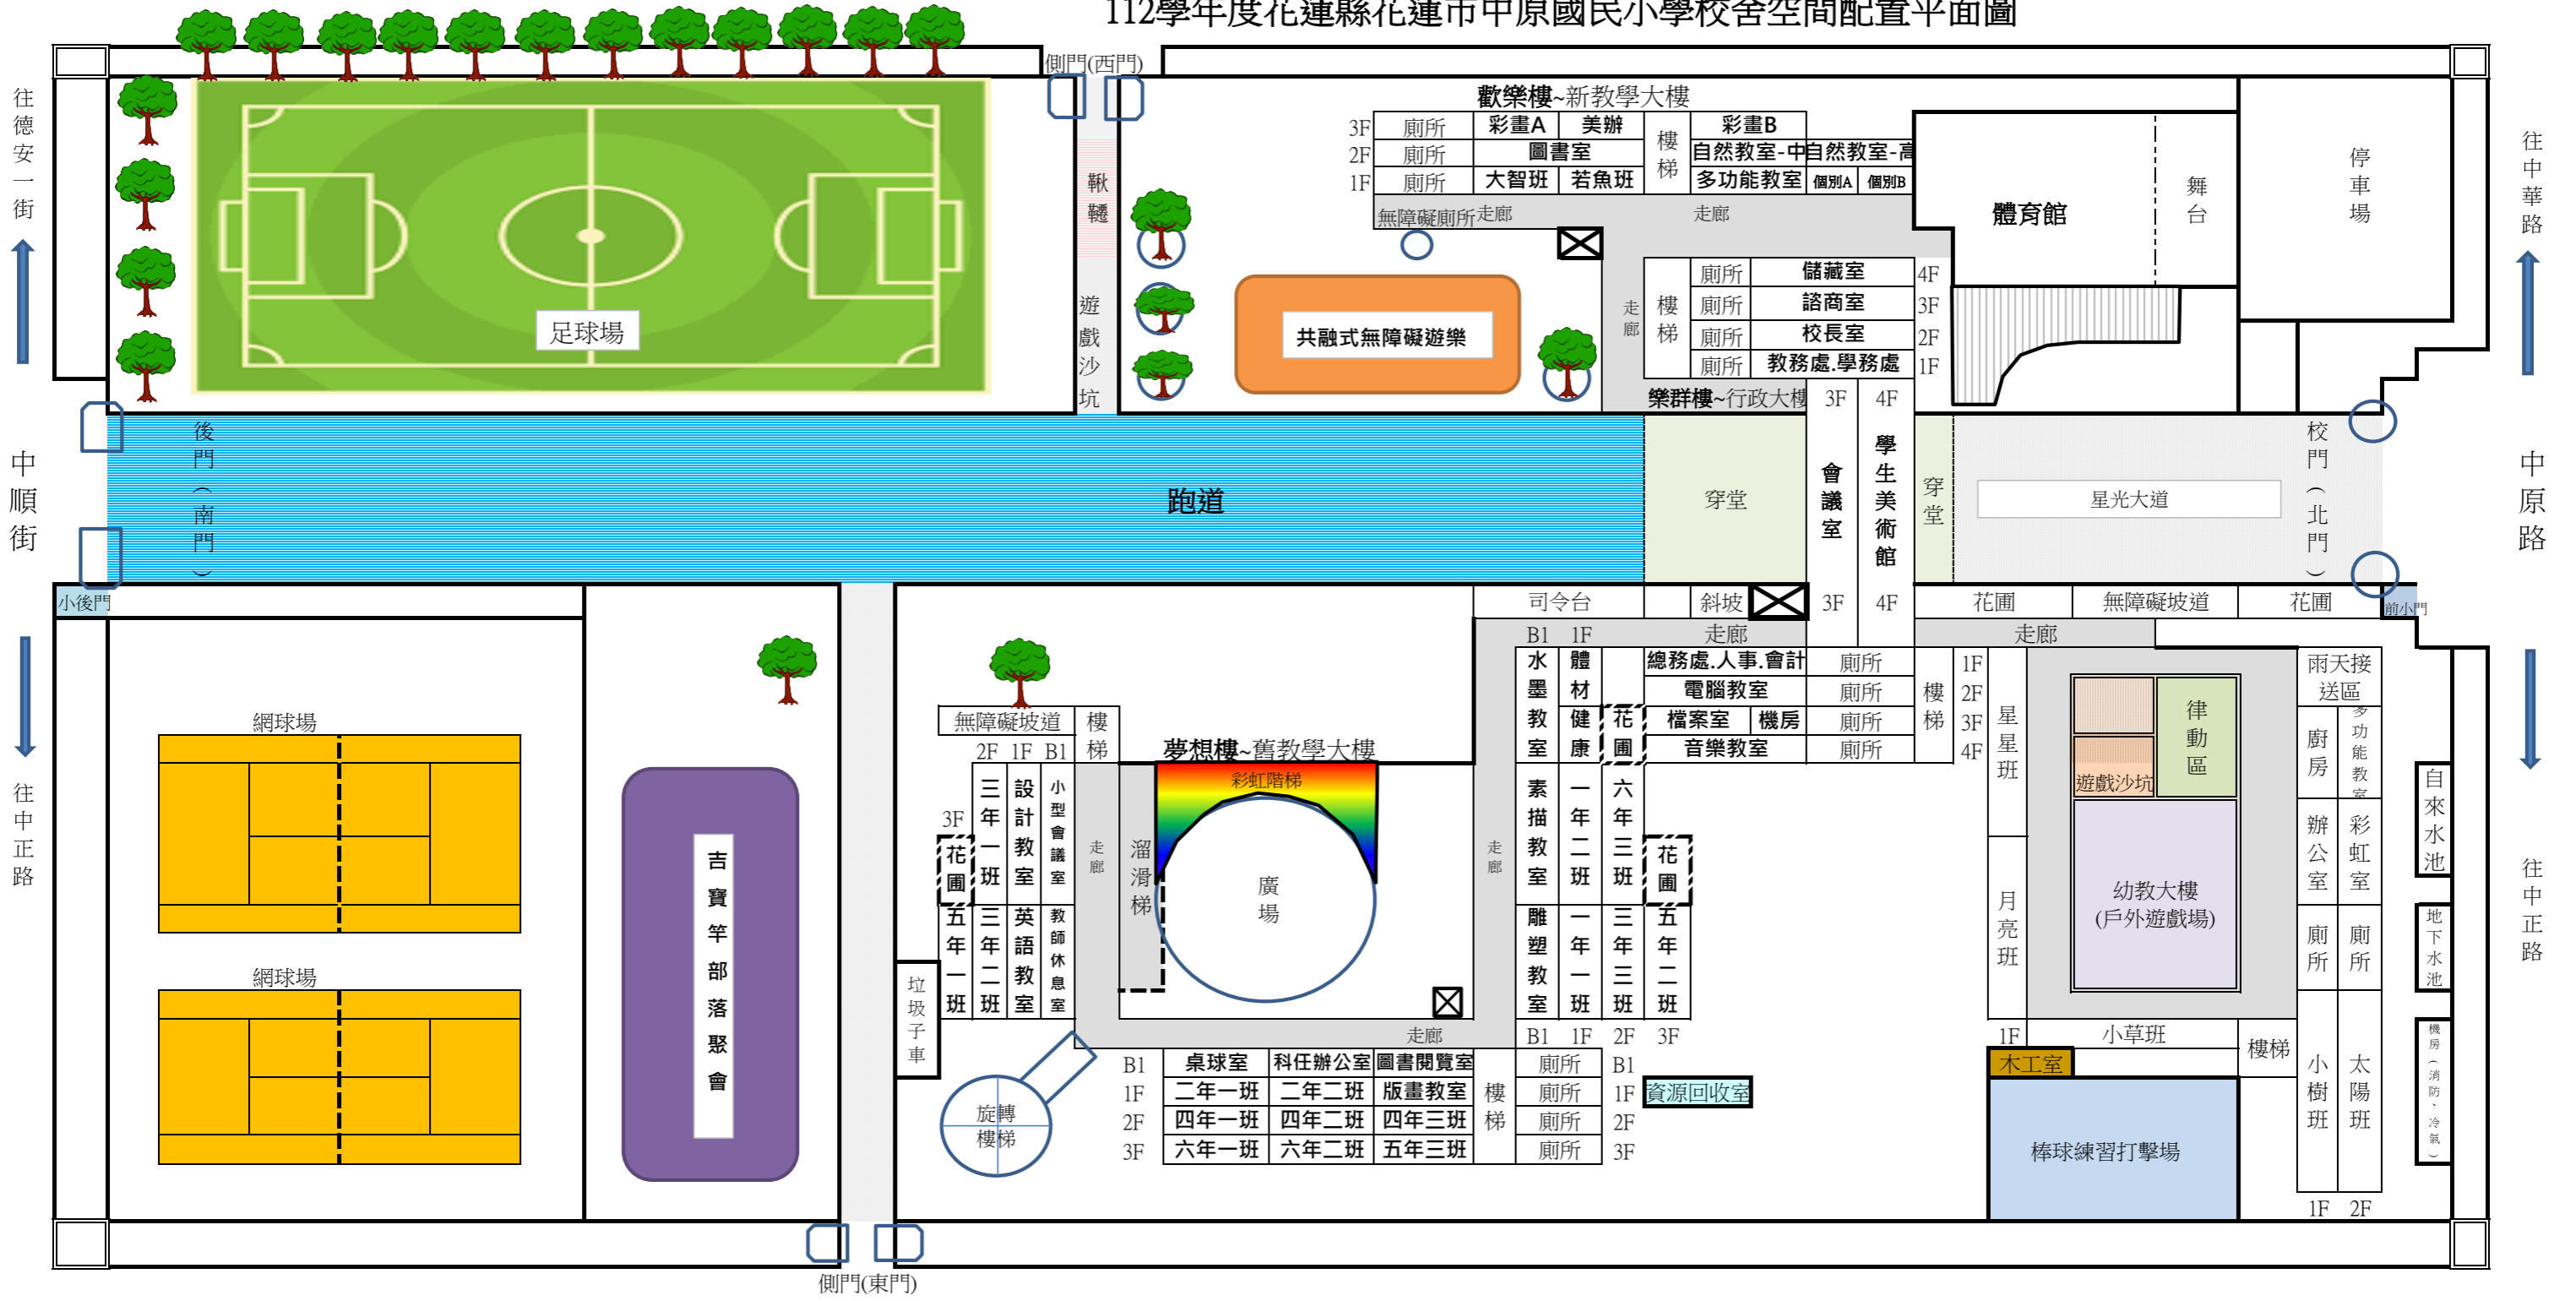 112學年度花蓮縣花蓮市中原國民小學校舍空間配置平面圖
側門(西門)
往德安一街
往中華路
歡樂樓~新教學大樓
3F 廁所 彩畫A 美辦 樓梯 彩畫B
2F 廁所 圖書室 自然教室-中 自然教室-高
1F 廁所 大智班 若魚班 多功能教室 個別A 個別B
無障礙廁所 走廊 走廊
體育館
舞台
停車場
鞦韆
遊戲沙坑
足球場
共融式無障礙遊樂
走廊
樓梯
廁所 儲藏室 4F
廁所 諮商室 3F
廁所 校長室 2F
廁所 教務處.學務處 1F
樂群樓~行政大樓 3F 4F
中順街
後門(南門)
跑道
穿堂
會議室
學生美術館
穿堂
星光大道
校門(北門)
中原路
小後門
司令台 斜坡 3F 4F 花圃 無障礙坡道 花圃 前小門
B1 1F 走廊 走廊
水墨教室
體材
健康
花圃
總務處.人事.會計 廁所 1F
電腦教室 廁所 2F
檔案室 機房 廁所 3F
音樂教室 廁所 4F
樓梯
星星班
月亮班
雨天接送區
律動區
遊戲沙坑
幼教大樓
(戶外遊戲場)
廚房
多功能教室
辦公室
彩虹室
廁所
廁所
小樹班
太陽班
1F 2F
自來水池
地下水池
機房(消防、冷氣)
往中正路
往中正路
網球場
網球場
吉寶竿部落聚會
無障礙坡道
樓梯
2F 1F B1
夢想樓~舊教學大樓
彩虹階梯
3F
花圃
三年一班
設計教室
小型會議室
走廊
溜滑梯
廣場
走廊
五年一班
三年二班
英語教室
教師休息室
垃圾子車
素描教室
一年二班
六年三班
花圃
雕塑教室
一年一班
三年三班
五年二班
走廊
B1 1F 2F 3F
旋轉樓梯
B1 桌球室 科任辦公室 圖書閱覽室 廁所 B1
1F 二年一班 二年二班 版畫教室 廁所 1F
2F 四年一班 四年二班 四年三班 廁所 2F
3F 六年一班 六年二班 五年三班 廁所 3F
樓梯
資源回收室
1F 小草班 樓梯
木工室
棒球練習打擊場
側門(東門)